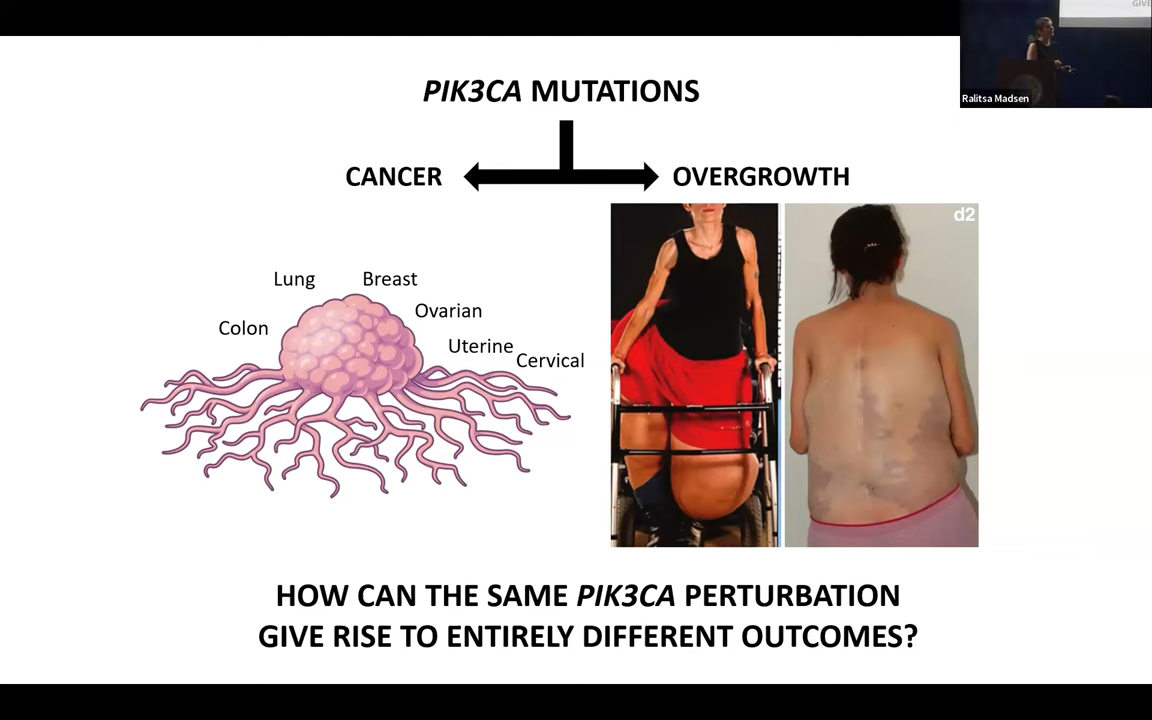 PIK3CA MUTATIONS
CANCER
OVERGROWTH
Lung
Breast
Colon
Ovarian
Uterine
Cervical
d2
HOW CAN THE SAME PIK3CA PERTURBATION
GIVE RISE TO ENTIRELY DIFFERENT OUTCOMES?
GIVE
Ralitsa Madsen